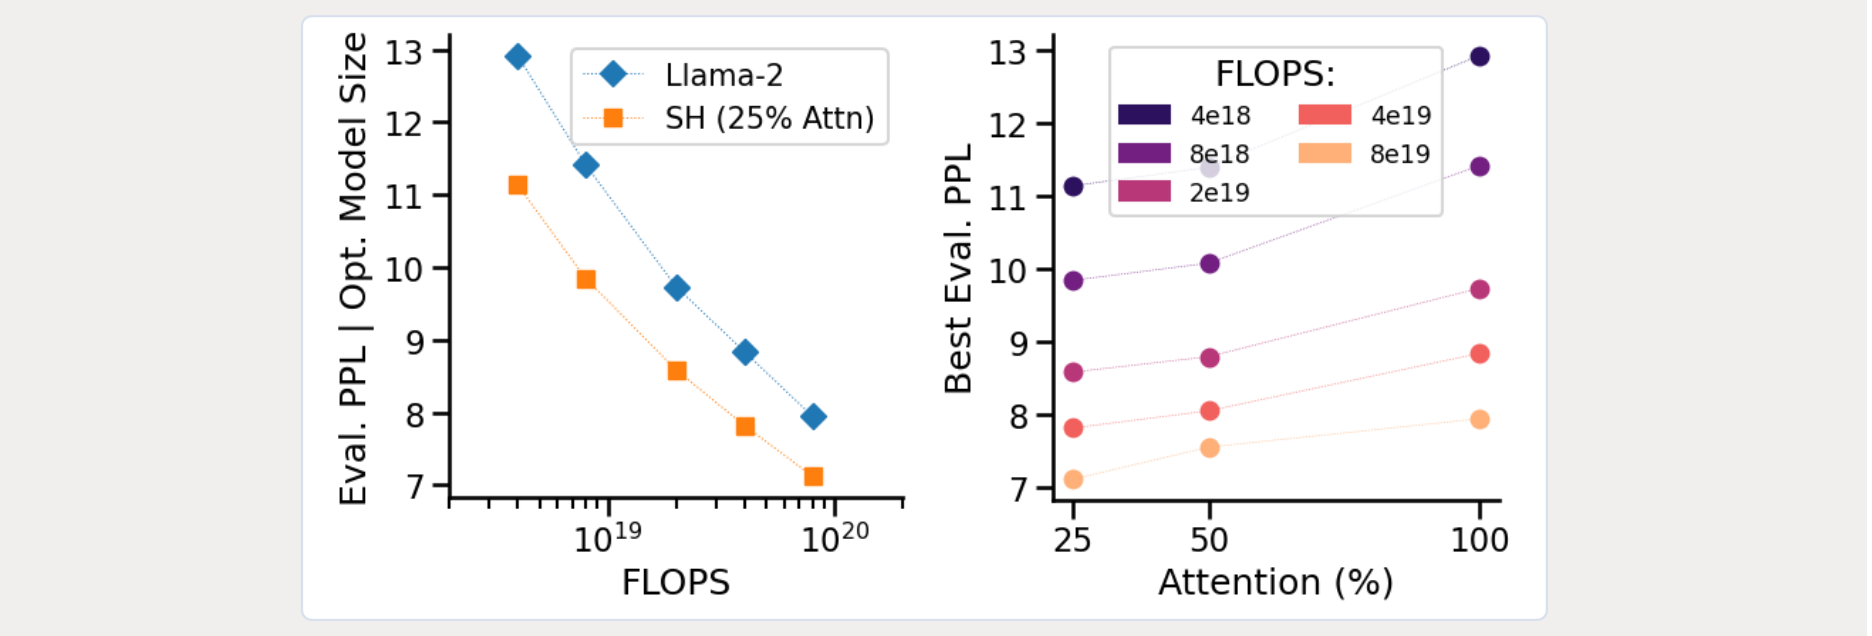 Eval. PPL | Opt. Model Size
13
12
11
10
9
8
7
Llama-2
SH (25% Attn)
10^19
10^20
FLOPS
Best Eval. PPL
13
12
11
10
9
8
7
FLOPS:
4e18
4e19
8e18
8e19
2e19
25
50
100
Attention (%)